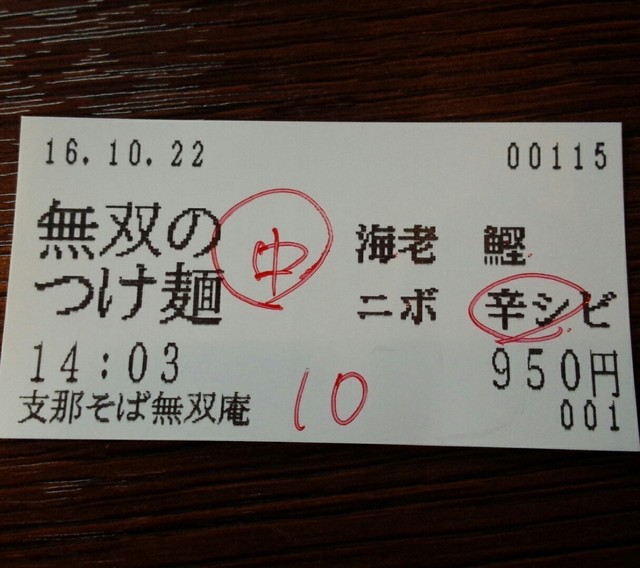 16.10.22 00115
無双の 中 海老 鰹
つけ麺 ニボ 辛シビ
14:03 950円
支那そば無双庵 10 001